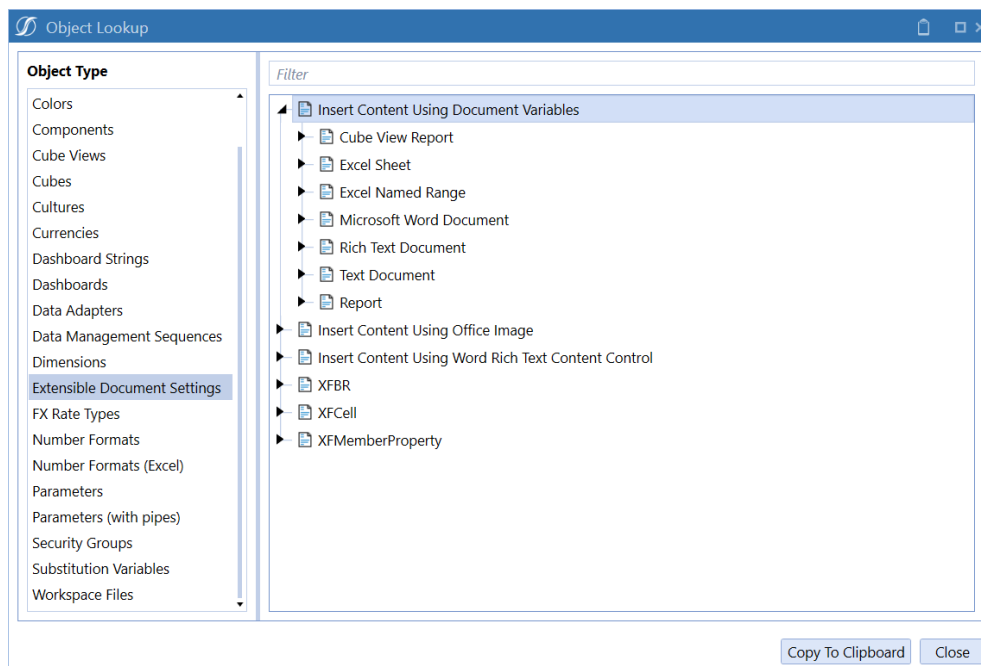 Object Lookup
Object Type
Colors
Components
Cube Views
Cubes
Cultures
Currencies
Dashboard Strings
Dashboards
Data Adapters
Data Management Sequences
Dimensions
Extensible Document Settings
FX Rate Types
Number Formats
Number Formats (Excel)
Parameters
Parameters (with pipes)
Security Groups
Substitution Variables
Workspace Files
Filter
Insert Content Using Document Variables
Cube View Report
Excel Sheet
Excel Named Range
Microsoft Word Document
Rich Text Document
Text Document
Report
Insert Content Using Office Image
Insert Content Using Word Rich Text Content Control
XFBR
XFCell
XFMemberProperty
Copy To Clipboard
Close